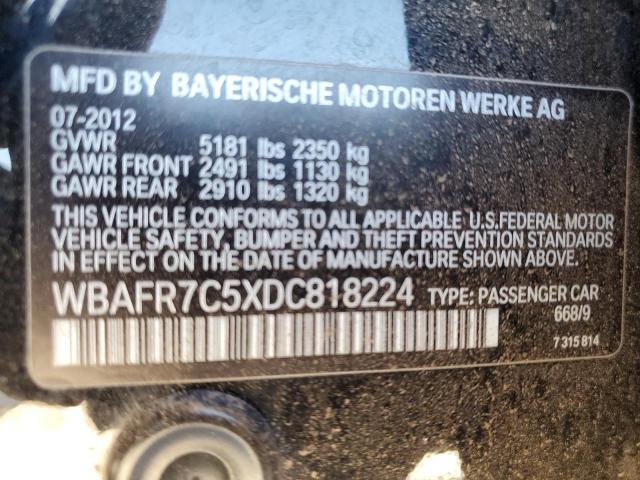 MFD BY BAYERISCHE MOTOREN WERKE AG
07-2012
GVWR 5181 lbs 2350 kg
GAWR FRONT 2491 lbs 1130 kg
GAWR REAR 2910 lbs 1320 kg
THIS VEHICLE CONFORMS TO ALL APPLICABLE U.S.FEDERAL MOTOR
VEHICLE SAFETY, BUMPER AND THEFT PREVENTION STANDARDS
IN EFFECT ON THE DATE OF MANUFACTURE SHOWN ABOVE.
WBAFR7C5XDC818224 TYPE: PASSENGER CAR
668/9
7 315 814